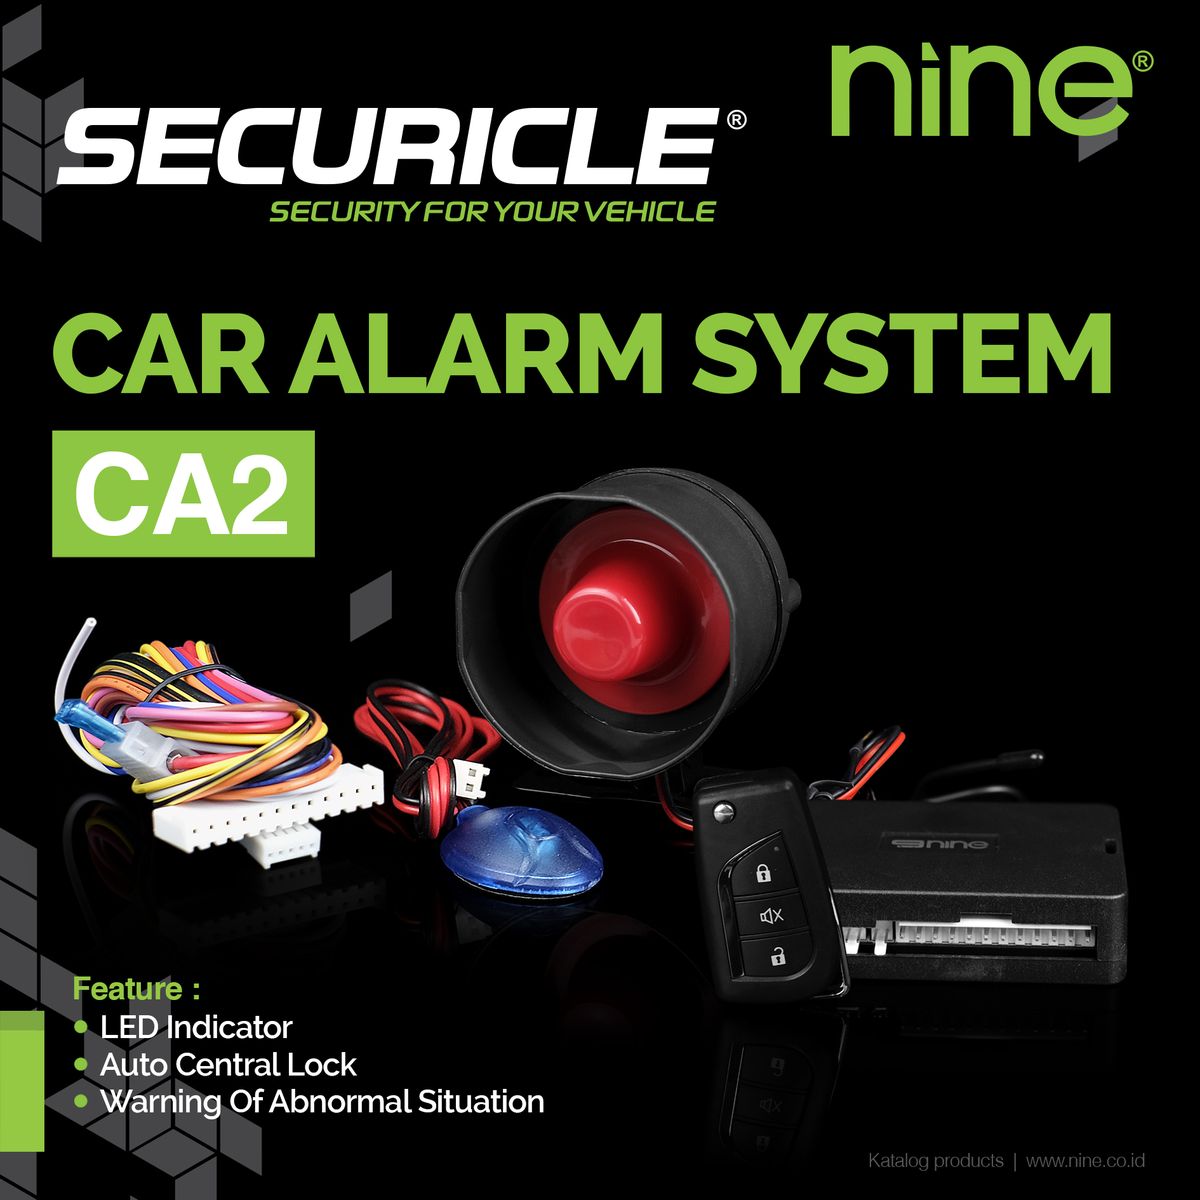 nine®
SECURICLE®
SECURITY FOR YOUR VEHICLE
CAR ALARM SYSTEM
CA2
nine
Feature :
• LED Indicator
• Auto Central Lock
• Warning Of Abnormal Situation
Katalog products | www.nine.co.id